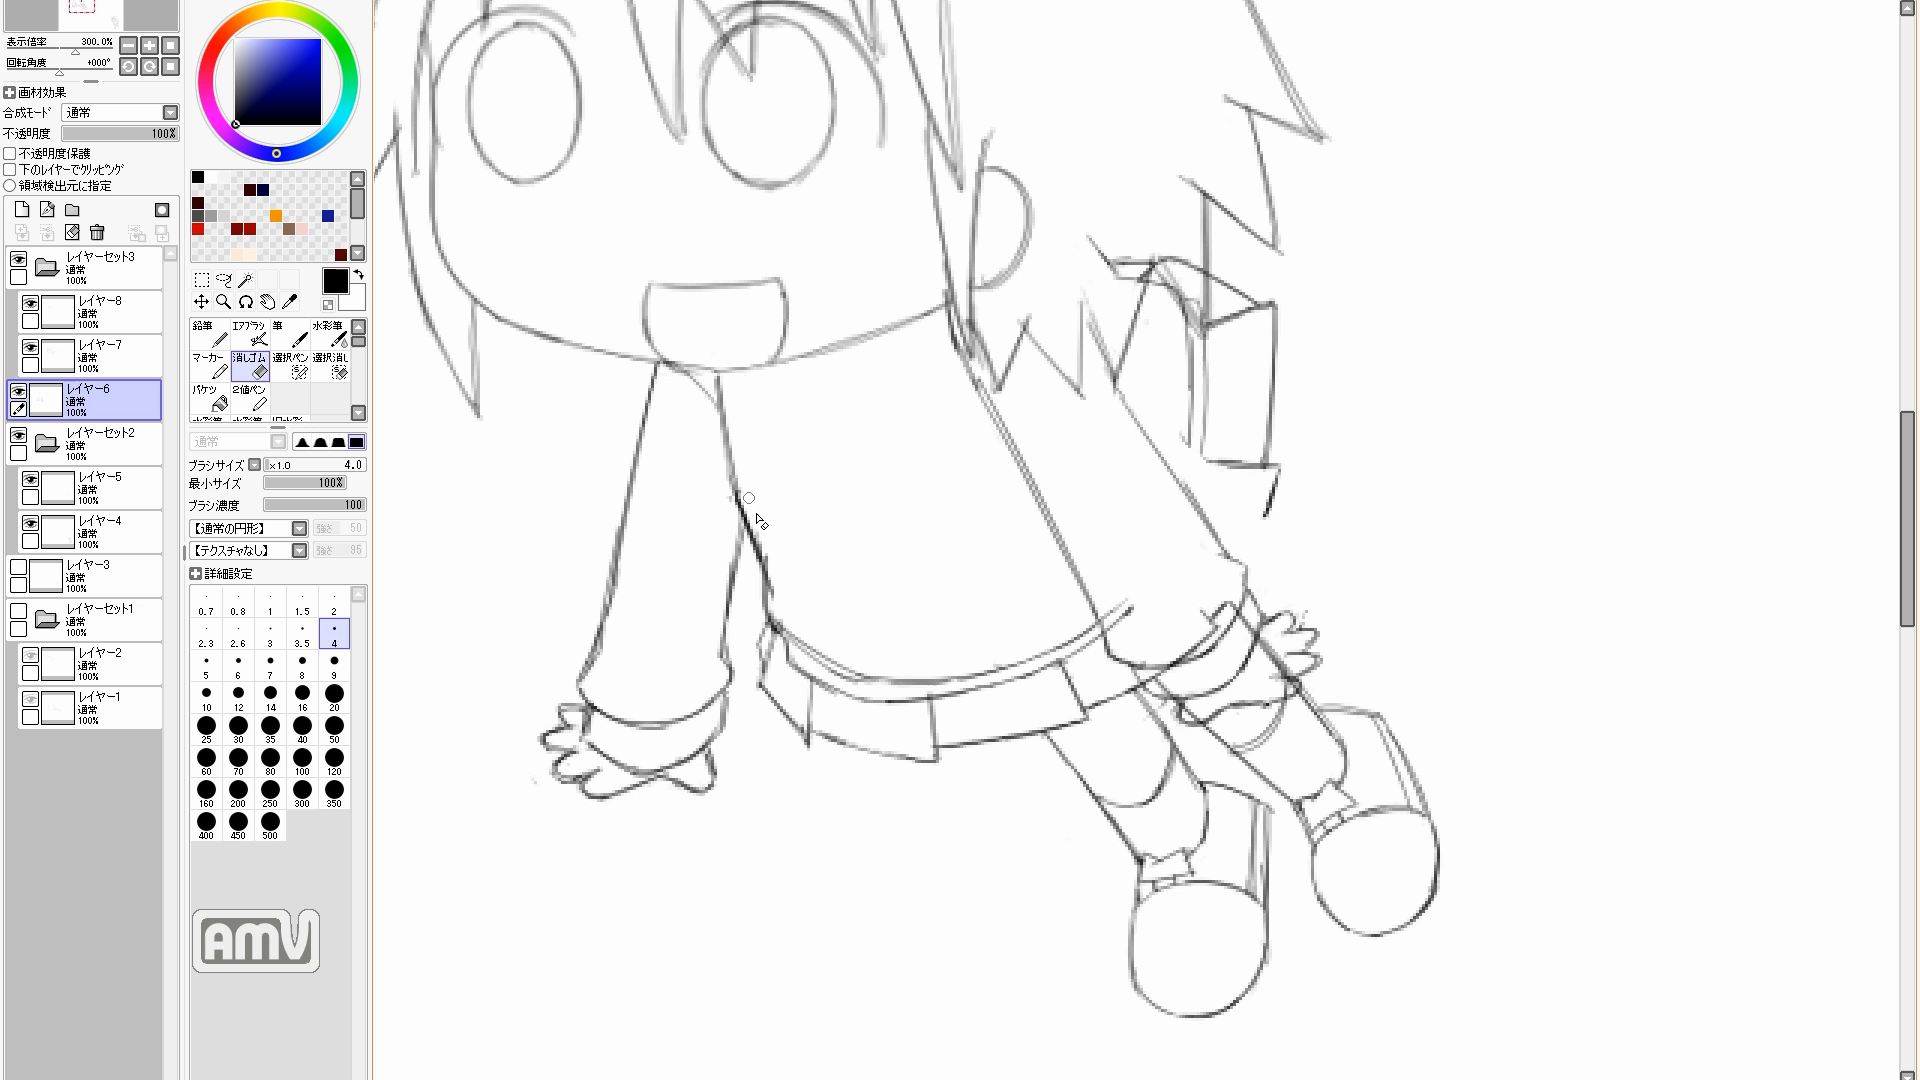 表示倍率 300.0%
回転角度 +000°
画材効果
合成モード 通常
不透明度 100%
不透明度保護
下のレイヤーでクリッピング
領域検出元に指定
レイヤーセット3
通常
100%
レイヤー8
通常
100%
レイヤー7
通常
100%
レイヤー6
通常
100%
レイヤーセット2
通常
100%
レイヤー5
通常
100%
レイヤー4
通常
100%
レイヤー3
通常
100%
レイヤーセット1
通常
100%
レイヤー2
通常
100%
レイヤー1
通常
100%
鉛筆 エアブラシ 筆 水彩筆
マーカー 消しゴム 選択ペン 選択消し
バケツ 2値ペン
通常
ブラシサイズ ×1.0 4.0
最小サイズ 100%
ブラシ濃度 100
【通常の円形】 強さ 50
【テクスチャなし】 強さ 95
詳細設定
0.7 0.8 1 1.5 2
2.3 2.6 3 3.5 4
5 6 7 8 9
10 12 14 16 20
25 30 35 40 50
60 70 80 100 120
160 200 250 300 350
400 450 500
AMV